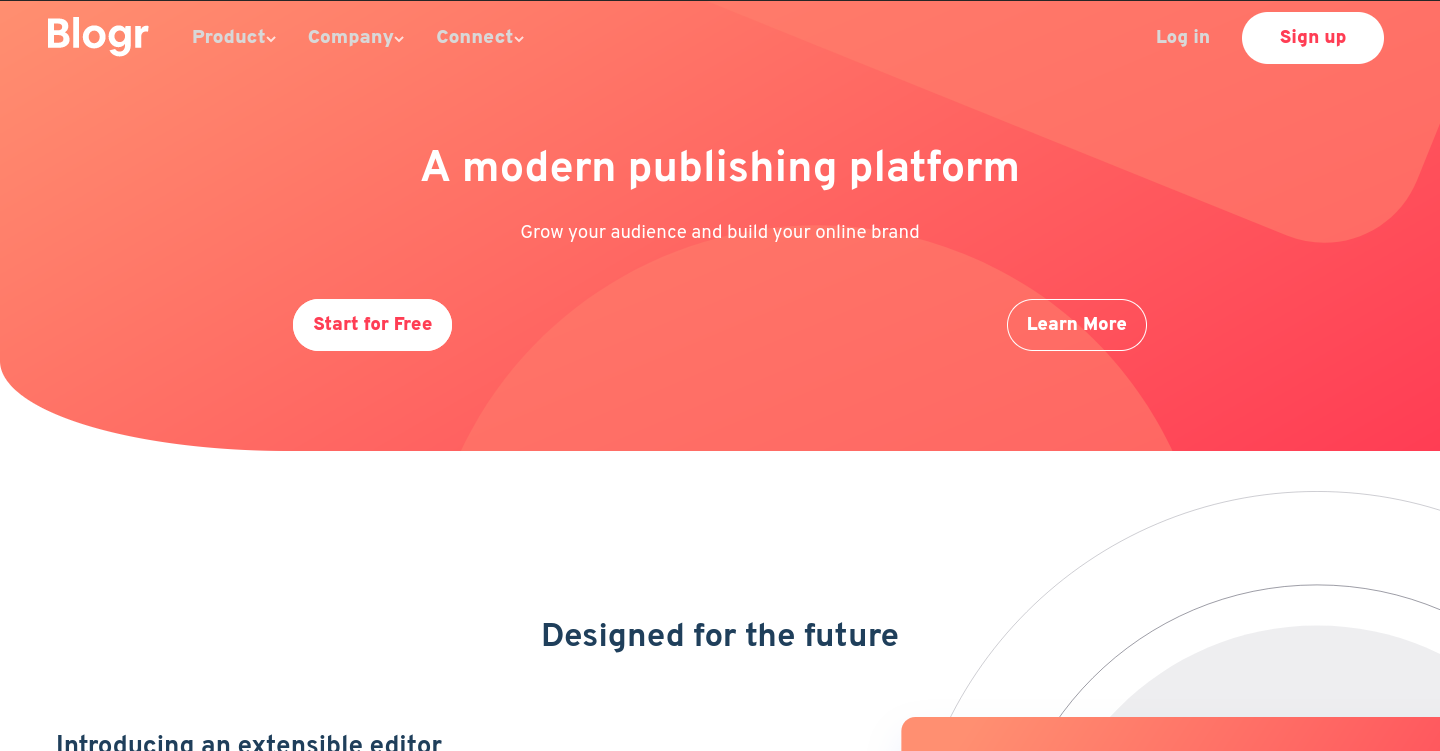 Blogr Product Company Connect Log in Sign up
A modern publishing platform
Grow your audience and build your online brand
Start for Free Learn More
Designed for the future
Introducing an extensible editor